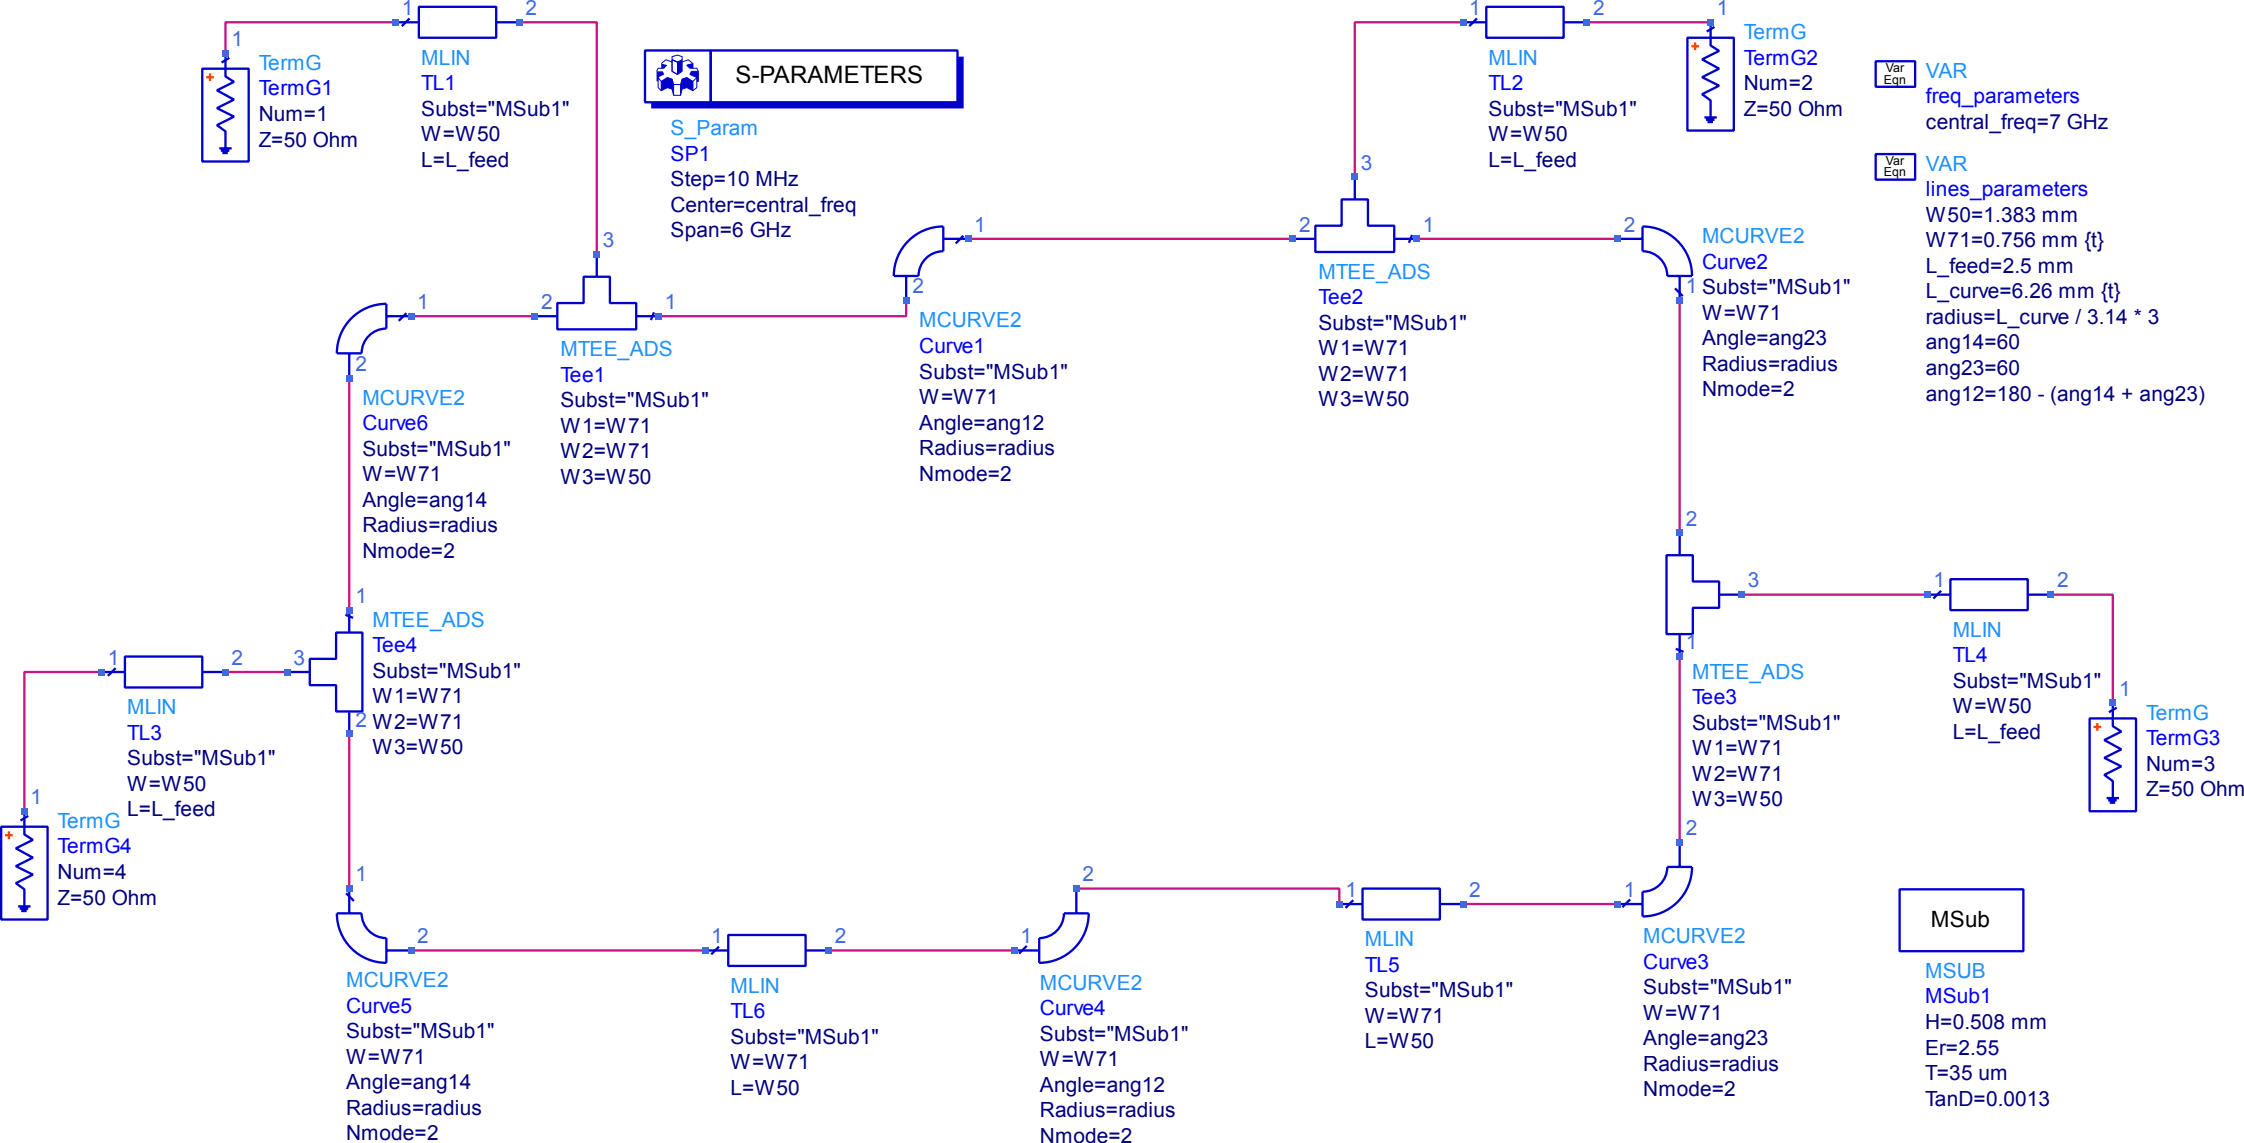 1
2
MLIN
TL1
Subst="MSub1"
W=W50
L=L_feed
1
TermG
TermG1
Num=1
Z=50 Ohm
S-PARAMETERS
S_Param
SP1
Step=10 MHz
Center=central_freq
Span=6 GHz
1
2
MLIN
TL2
Subst="MSub1"
W=W50
L=L_feed
1
TermG
TermG2
Num=2
Z=50 Ohm
Var
Eqn
VAR
freq_parameters
central_freq=7 GHz
Var
Eqn
VAR
lines_parameters
W50=1.383 mm
W71=0.756 mm {t}
L_feed=2.5 mm
L_curve=6.26 mm {t}
radius=L_curve / 3.14 * 3
ang14=60
ang23=60
ang12=180 - (ang14 + ang23)
3
2
1
MTEE_ADS
Tee1
Subst="MSub1"
W1=W71
W2=W71
W3=W50
1
2
MCURVE2
Curve1
Subst="MSub1"
W=W71
Angle=ang12
Radius=radius
Nmode=2
3
2
1
MTEE_ADS
Tee2
Subst="MSub1"
W1=W71
W2=W71
W3=W50
2
1
MCURVE2
Curve2
Subst="MSub1"
W=W71
Angle=ang23
Radius=radius
Nmode=2
1
2
MCURVE2
Curve6
Subst="MSub1"
W=W71
Angle=ang14
Radius=radius
Nmode=2
1
2
3
MTEE_ADS
Tee4
Subst="MSub1"
W1=W71
W2=W71
W3=W50
1
2
MLIN
TL3
Subst="MSub1"
W=W50
L=L_feed
1
TermG
TermG4
Num=4
Z=50 Ohm
2
3
1
MTEE_ADS
Tee3
Subst="MSub1"
W1=W71
W2=W71
W3=W50
1
2
MLIN
TL4
Subst="MSub1"
W=W50
L=L_feed
1
TermG
TermG3
Num=3
Z=50 Ohm
1
2
MCURVE2
Curve5
Subst="MSub1"
W=W71
Angle=ang14
Radius=radius
Nmode=2
1
2
MLIN
TL6
Subst="MSub1"
W=W71
L=W50
1
2
MCURVE2
Curve4
Subst="MSub1"
W=W71
Angle=ang12
Radius=radius
Nmode=2
1
2
MLIN
TL5
Subst="MSub1"
W=W71
L=W50
1
2
MCURVE2
Curve3
Subst="MSub1"
W=W71
Angle=ang23
Radius=radius
Nmode=2
MSub
MSUB
MSub1
H=0.508 mm
Er=2.55
T=35 um
TanD=0.0013